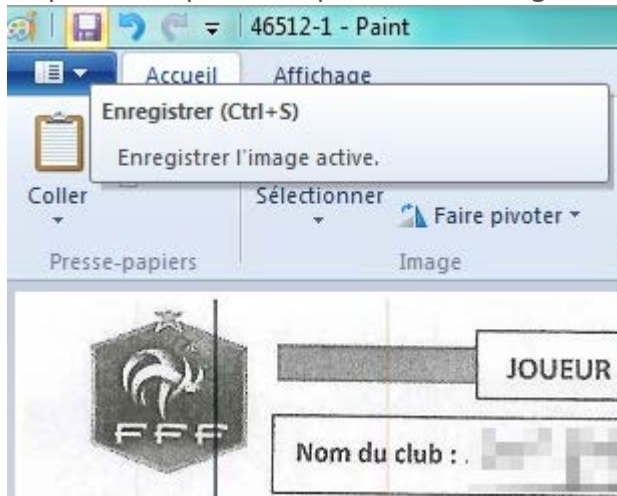 46512-1 - Paint
Accueil Affichage
Enregistrer (Ctrl+S)
Enregistrer l'image active.
Coller
Sélectionner
Faire pivoter
Presse-papiers Image
FFF
JOUEUR
Nom du club : .